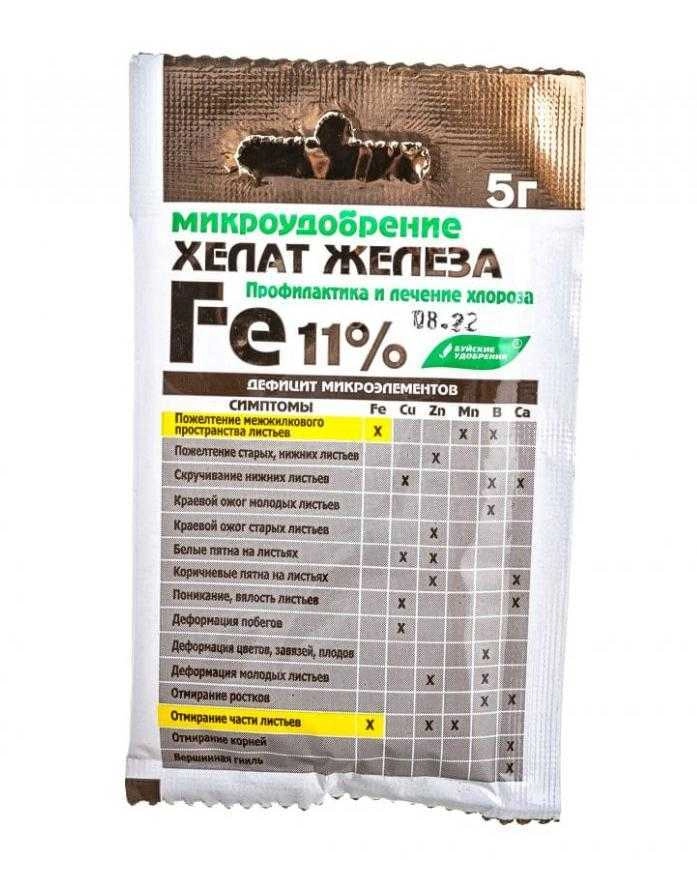 5г
микроудобрение
ХЕЛАТ ЖЕЛЕЗА
Профилактика и лечение хлороза
Fe 11%
08.22
БУЙСКИЕ
УДОБРЕНИЯ ®
ДЕФИЦИТ МИКРОЭЛЕМЕНТОВ
СИМПТОМЫ Fe Cu Zn Mn B Ca
Пожелтение межжилкового
пространства листьев X X X
Пожелтение старых, нижних листьев X
Скручивание нижних листьев X X X
Краевой ожог молодых листьев X
Краевой ожог старых листьев X
Белые пятна на листьях X X
Коричневые пятна на листьях X X
Поникание, вялость листьев X X
Деформация побегов X
Деформация цветов, завязей, плодов X
Деформация молодых листьев X X
Отмирание ростков X X
Отмирание части листьев X X X
Отмирание корней X
Вершинная гниль X